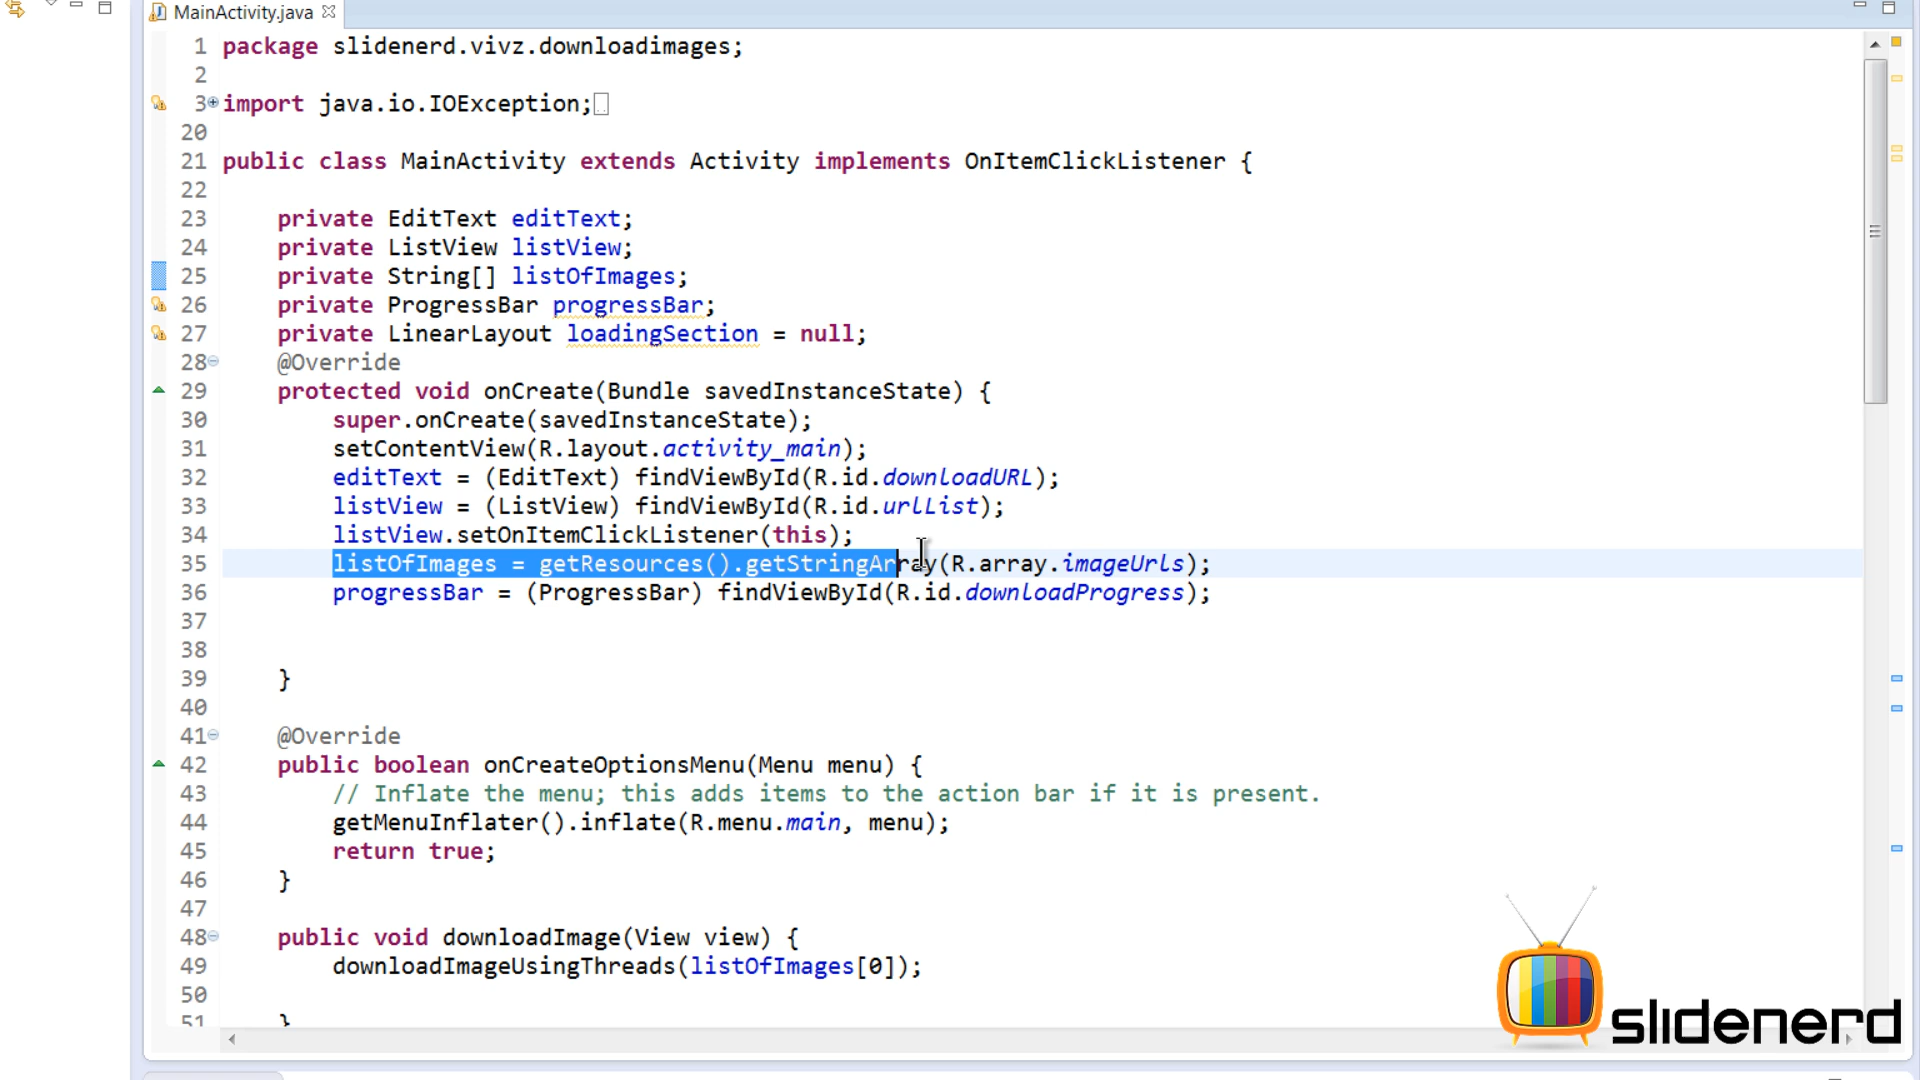 MainActivity.java
1 package slidenerd.vivz.downloadimages;
2
3 import java.io.IOException;
20
21 public class MainActivity extends Activity implements OnItemClickListener {
22
23 private EditText editText;
24 private ListView listView;
25 private String[] listOfImages;
26 private ProgressBar progressBar;
27 private LinearLayout loadingSection = null;
28 @Override
29 protected void onCreate(Bundle savedInstanceState) {
30 super.onCreate(savedInstanceState);
31 setContentView(R.layout.activity_main);
32 editText = (EditText) findViewById(R.id.downloadURL);
33 listView = (ListView) findViewById(R.id.urlList);
34 listView.setOnItemClickListener(this);
35 listOfImages = getResources().getStringArray(R.array.imageUrls);
36 progressBar = (ProgressBar) findViewById(R.id.downloadProgress);
37
38
39 }
40
41 @Override
42 public boolean onCreateOptionsMenu(Menu menu) {
43 // Inflate the menu; this adds items to the action bar if it is present.
44 getMenuInflater().inflate(R.menu.main, menu);
45 return true;
46 }
47
48 public void downloadImage(View view) {
49 downloadImageUsingThreads(listOfImages[0]);
50
51 }
slidenerd